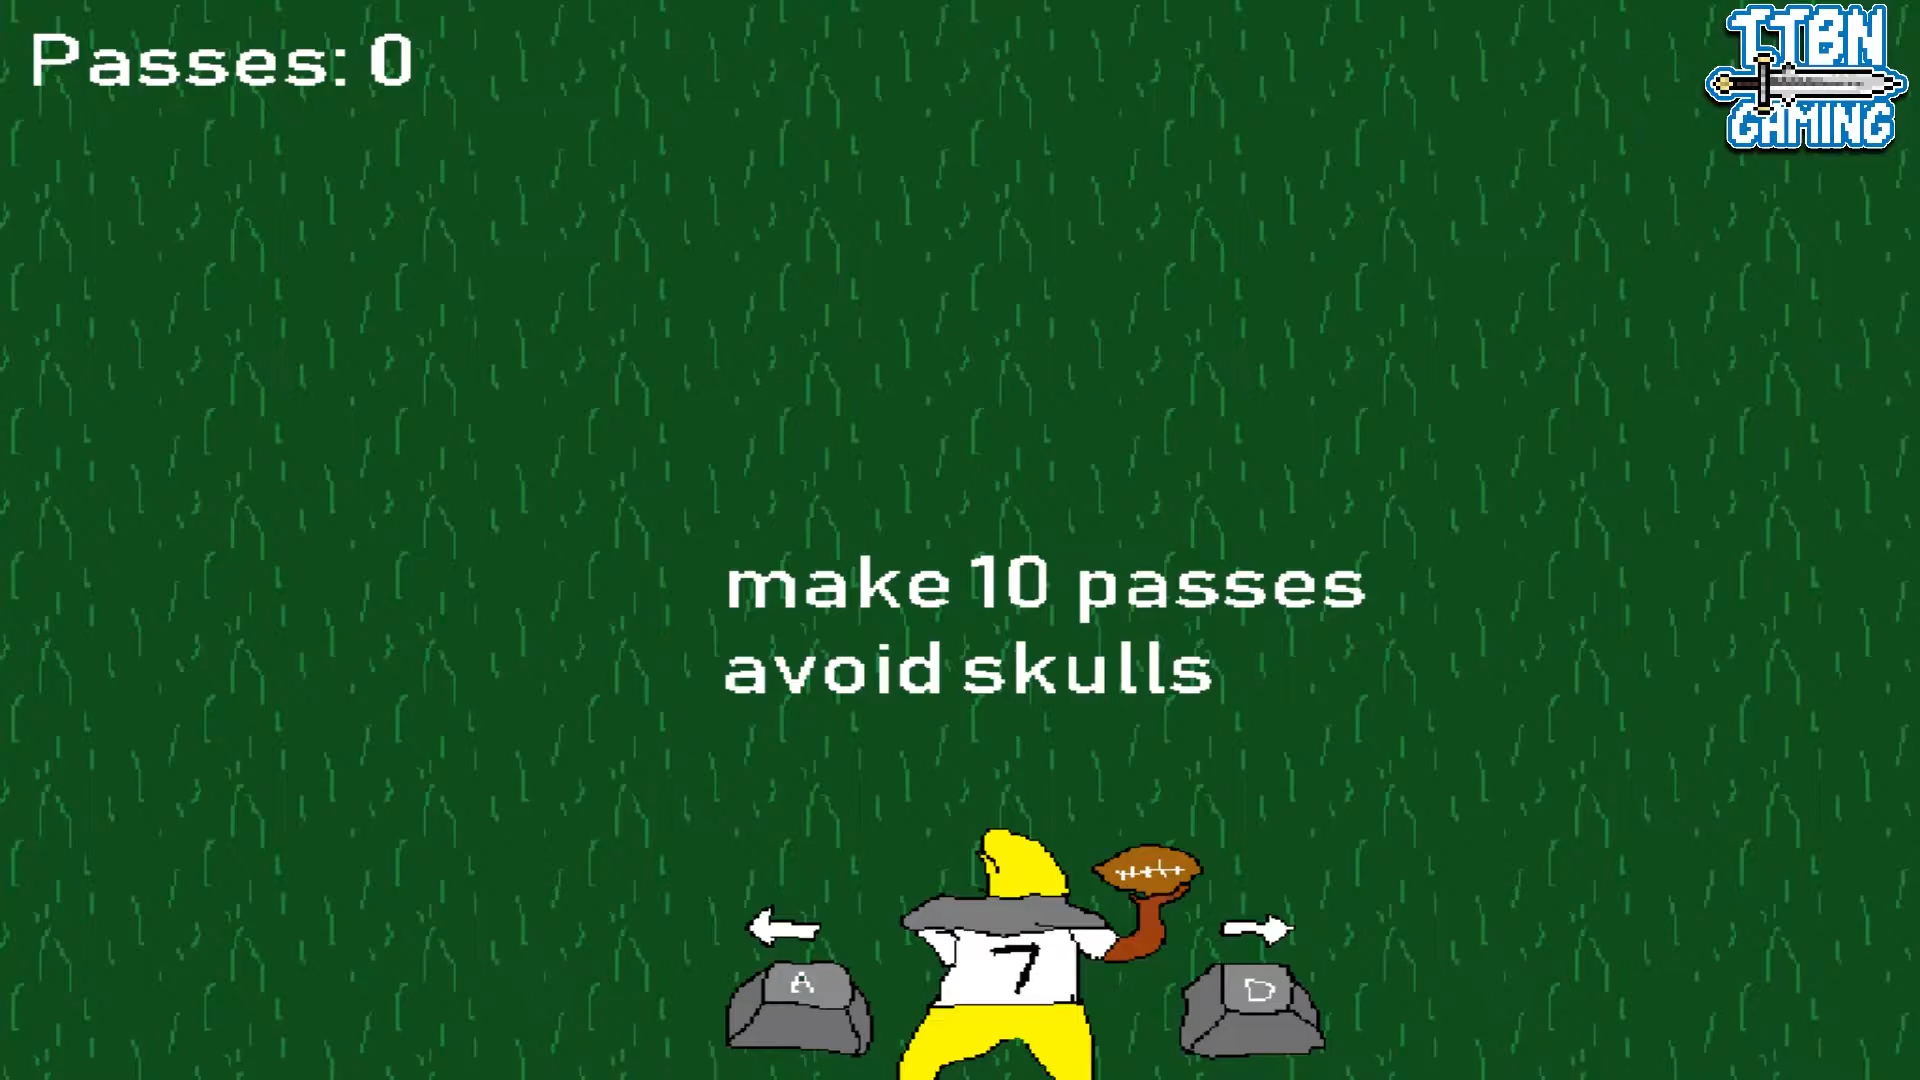 Passes: 0
TTBN
GAMING
make 10 passes
avoid skulls
7
A
D